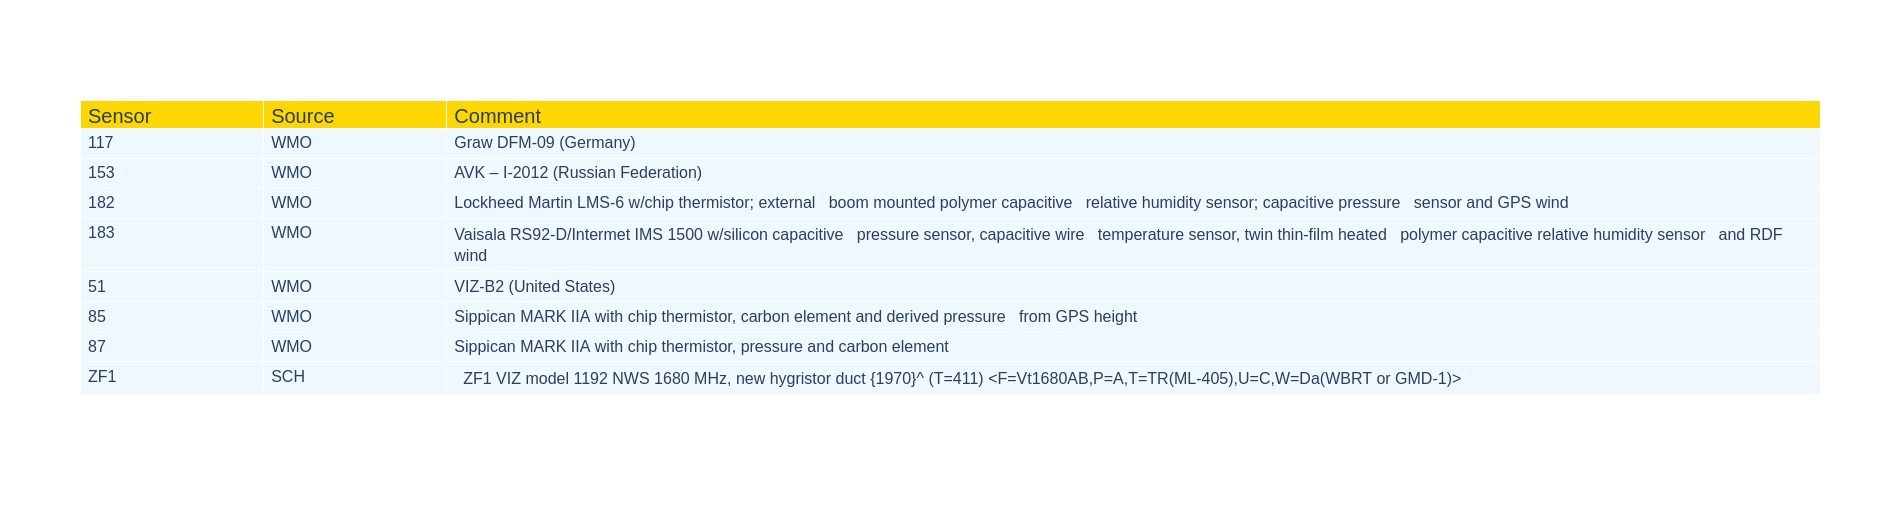 Sensor Source Comment
117 WMO Graw DFM-09 (Germany)
153 WMO AVK – I-2012 (Russian Federation)
182 WMO Lockheed Martin LMS-6 w/chip thermistor; external   boom mounted polymer capacitive   relative humidity sensor; capacitive pressure   sensor and GPS wind
183 WMO Vaisala RS92-D/Intermet IMS 1500 w/silicon capacitive   pressure sensor, capacitive wire   temperature sensor, twin thin-film heated   polymer capacitive relative humidity sensor   and RDF
wind
51 WMO VIZ-B2 (United States)
85 WMO Sippican MARK IIA with chip thermistor, carbon element and derived pressure   from GPS height
87 WMO Sippican MARK IIA with chip thermistor, pressure and carbon element
ZF1 SCH ZF1 VIZ model 1192 NWS 1680 MHz, new hygristor duct {1970}^ (T=411) <F=Vt1680AB,P=A,T=TR(ML-405),U=C,W=Da(WBRT or GMD-1)>